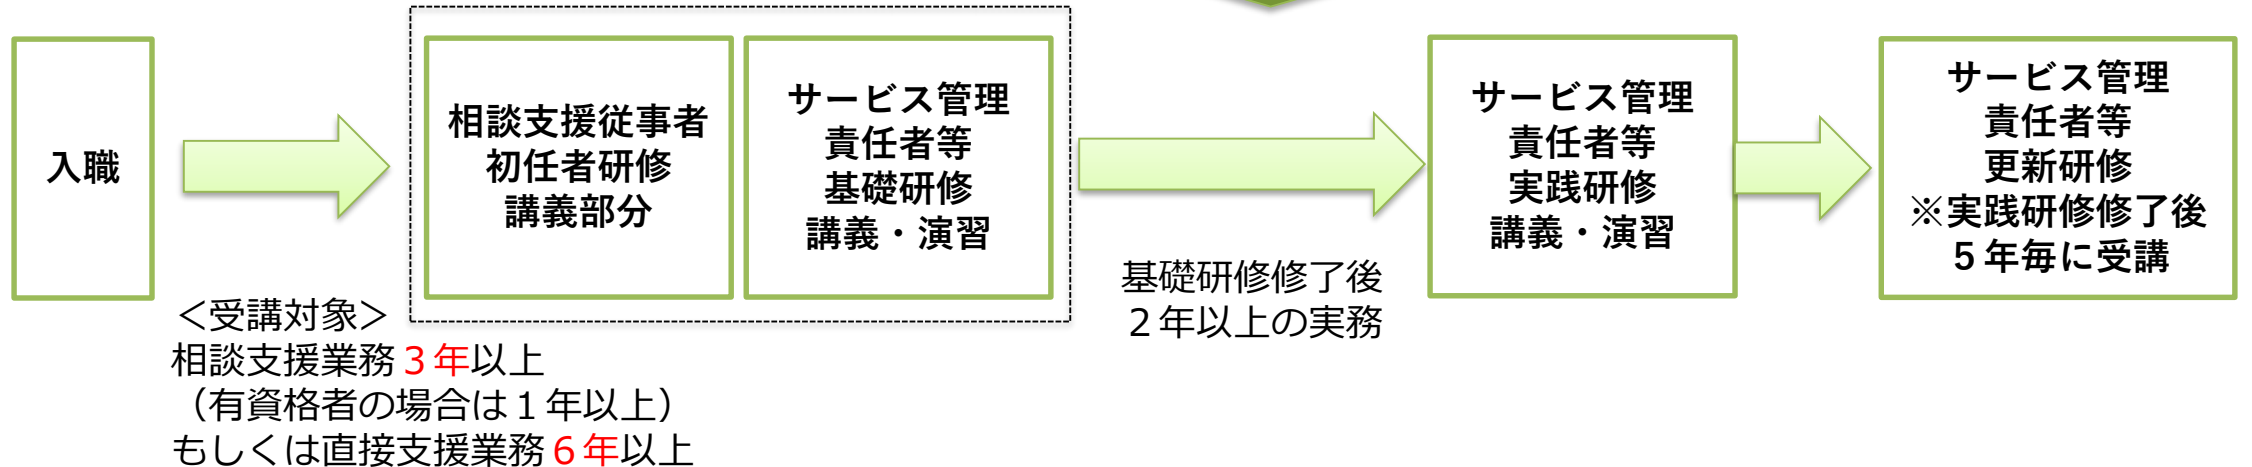 入職
＜受講対象＞
相談支援業務３年以上
（有資格者の場合は１年以上）
もしくは直接支援業務６年以上
相談支援従事者
初任者研修
講義部分
サービス管理
責任者等
基礎研修
講義・演習
基礎研修修了後
２年以上の実務
サービス管理
責任者等
実践研修
講義・演習
サービス管理
責任者等
更新研修
※実践研修修了後
５年毎に受講